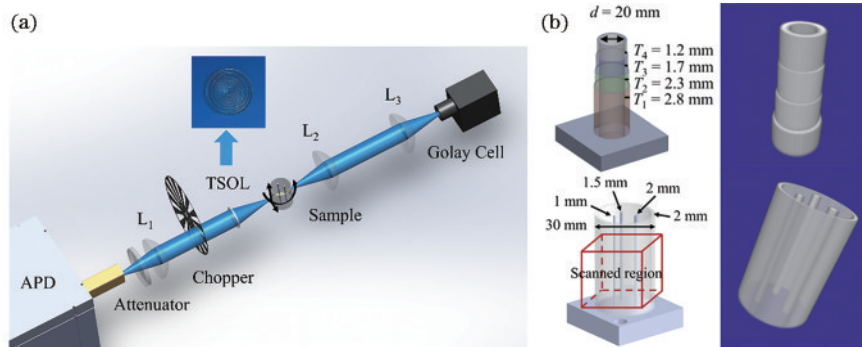 (a)
TSOL
L1
L2
L3
Golay Cell
Sample
Chopper
APD
Attenuator
(b)
d = 20 mm
T4 = 1.2 mm
T3 = 1.7 mm
T2 = 2.3 mm
T1 = 2.8 mm
1.5 mm
1 mm
2 mm
30 mm
2 mm
Scanned region